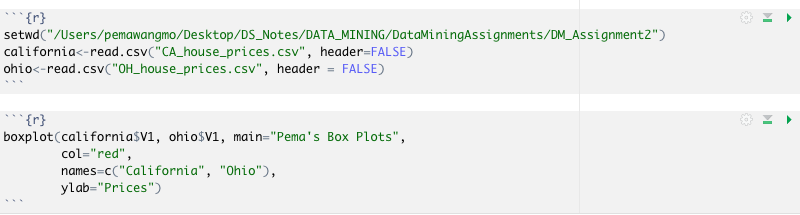 ```{r}
setwd("/Users/pemawangmo/Desktop/DS_Notes/DATA_MINING/DataMiningAssignments/DM_Assignment2")
california<-read.csv("CA_house_prices.csv", header=FALSE)
ohio<-read.csv("OH_house_prices.csv", header = FALSE)
```
```{r}
boxplot(california$V1, ohio$V1, main="Pema's Box Plots",
        col="red",
        names=c("California", "Ohio"),
        ylab="Prices")
```